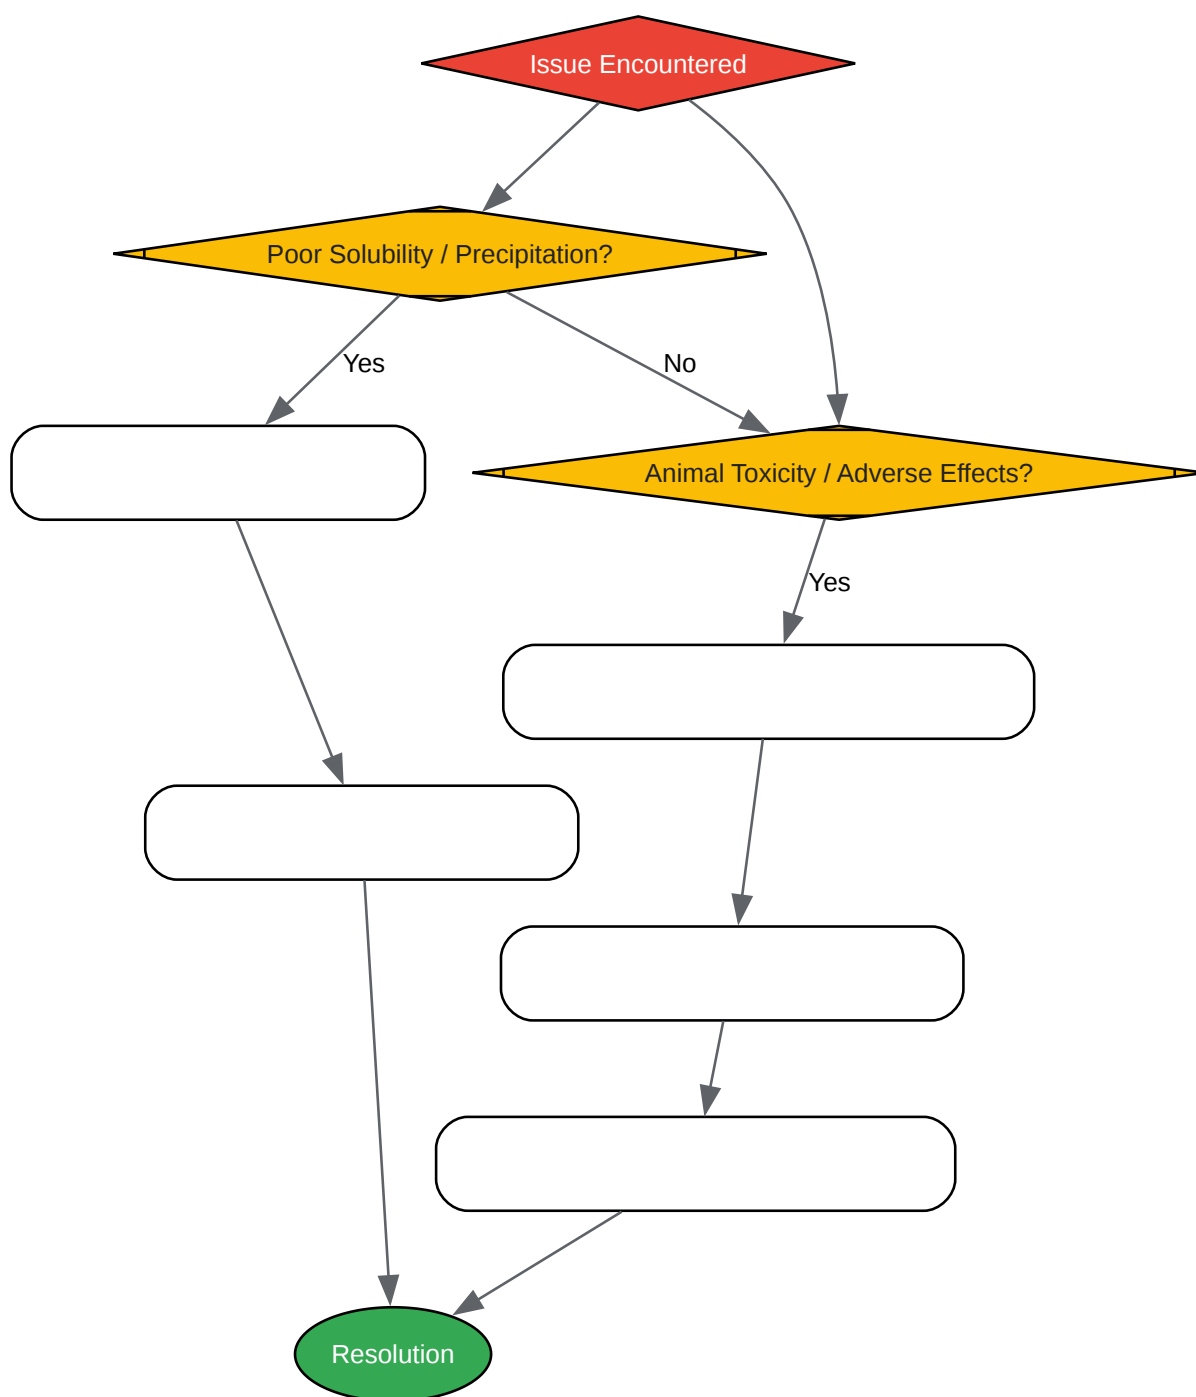 Issue Encountered
Poor Solubility / Precipitation?
Yes
No
Animal Toxicity / Adverse Effects?
Yes
Resolution